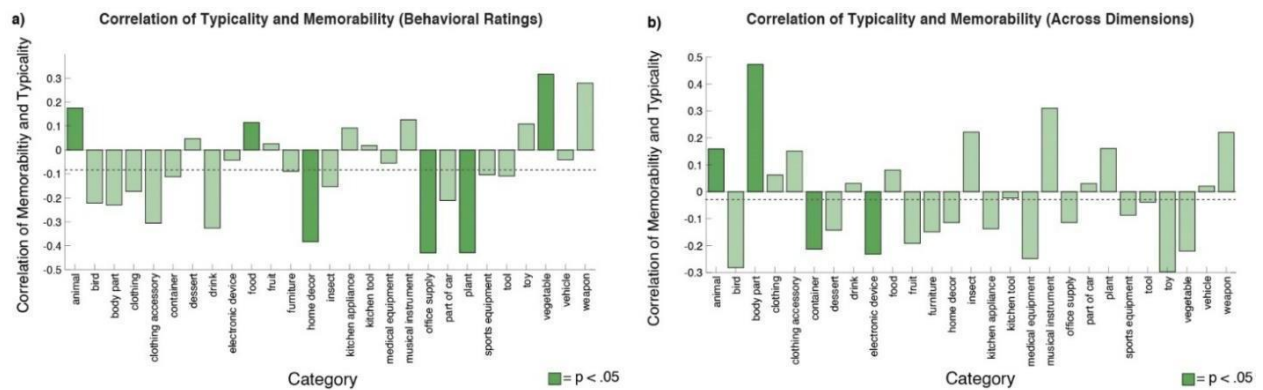 a)
Correlation of Typicality and Memorability (Behavioral Ratings)
Correlation of Memorabiltiy and Typicality
0.3
0.2
0.1
0
-0.1
-0.2
-0.3
-0.4
-0.5
animal
bird
body part
clothing
clothing accessory
container
dessert
drink
electronic device
food
fruit
furniture
home decor
insect
kitchen appliance
kitchen tool
medical equipment
musical instrument
office supply
part of car
plant
sports equipment
tool
toy
vegetable
vehicle
weapon
Category
= p < .05
b)
Correlation of Typicality and Memorability (Across Dimensions)
Correlation of Memorabiltiy and Typicality
0.5
0.4
0.3
0.2
0.1
0
-0.1
-0.2
-0.3
animal
bird
body part
clothing
clothing accessory
container
dessert
drink
electronic device
food
fruit
furniture
home decor
insect
kitchen appliance
kitchen tool
medical equipment
musical instrument
office supply
part of car
plant
sports equipment
tool
toy
vegetable
vehicle
weapon
Category
= p < .05